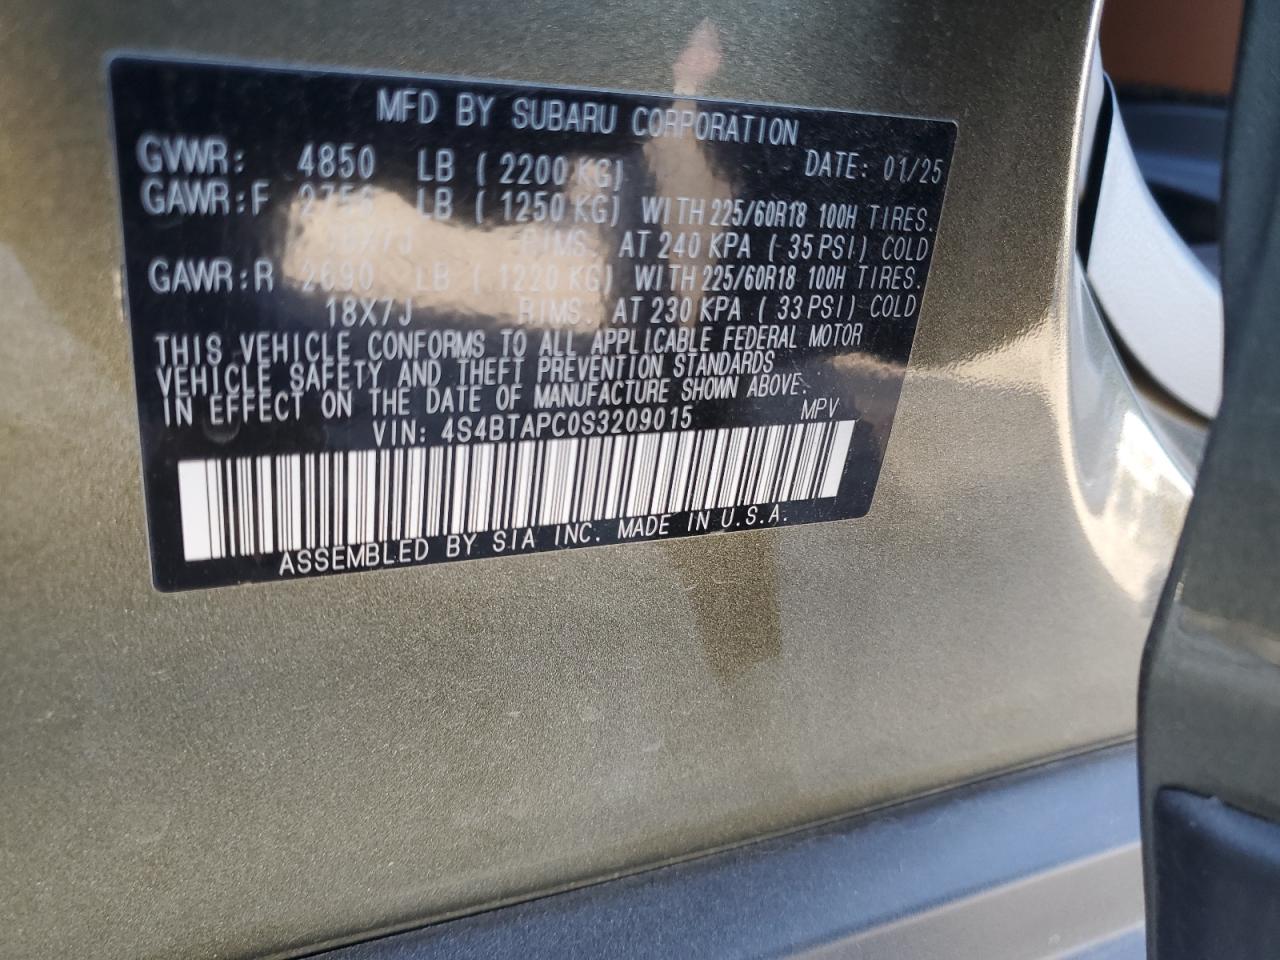 MFD BY SUBARU CORPORATION
GVWR: 4850 LB ( 2200 KG) DATE: 01/25
GAWR:F 2756 LB ( 1250 KG) WITH 225/60R18 100H TIRES.
18X7J RIMS. AT 240 KPA ( 35 PSI) COLD
GAWR:R 2690 LB ( 1220 KG) WITH 225/60R18 100H TIRES.
18X7J RIMS. AT 230 KPA ( 33 PSI) COLD
THIS VEHICLE CONFORMS TO ALL APPLICABLE FEDERAL MOTOR
VEHICLE SAFETY AND THEFT PREVENTION STANDARDS
IN EFFECT ON THE DATE OF MANUFACTURE SHOWN ABOVE.
VIN: 4S4BTAPC0S3209015 MPV
ASSEMBLED BY SIA INC. MADE IN U.S.A.